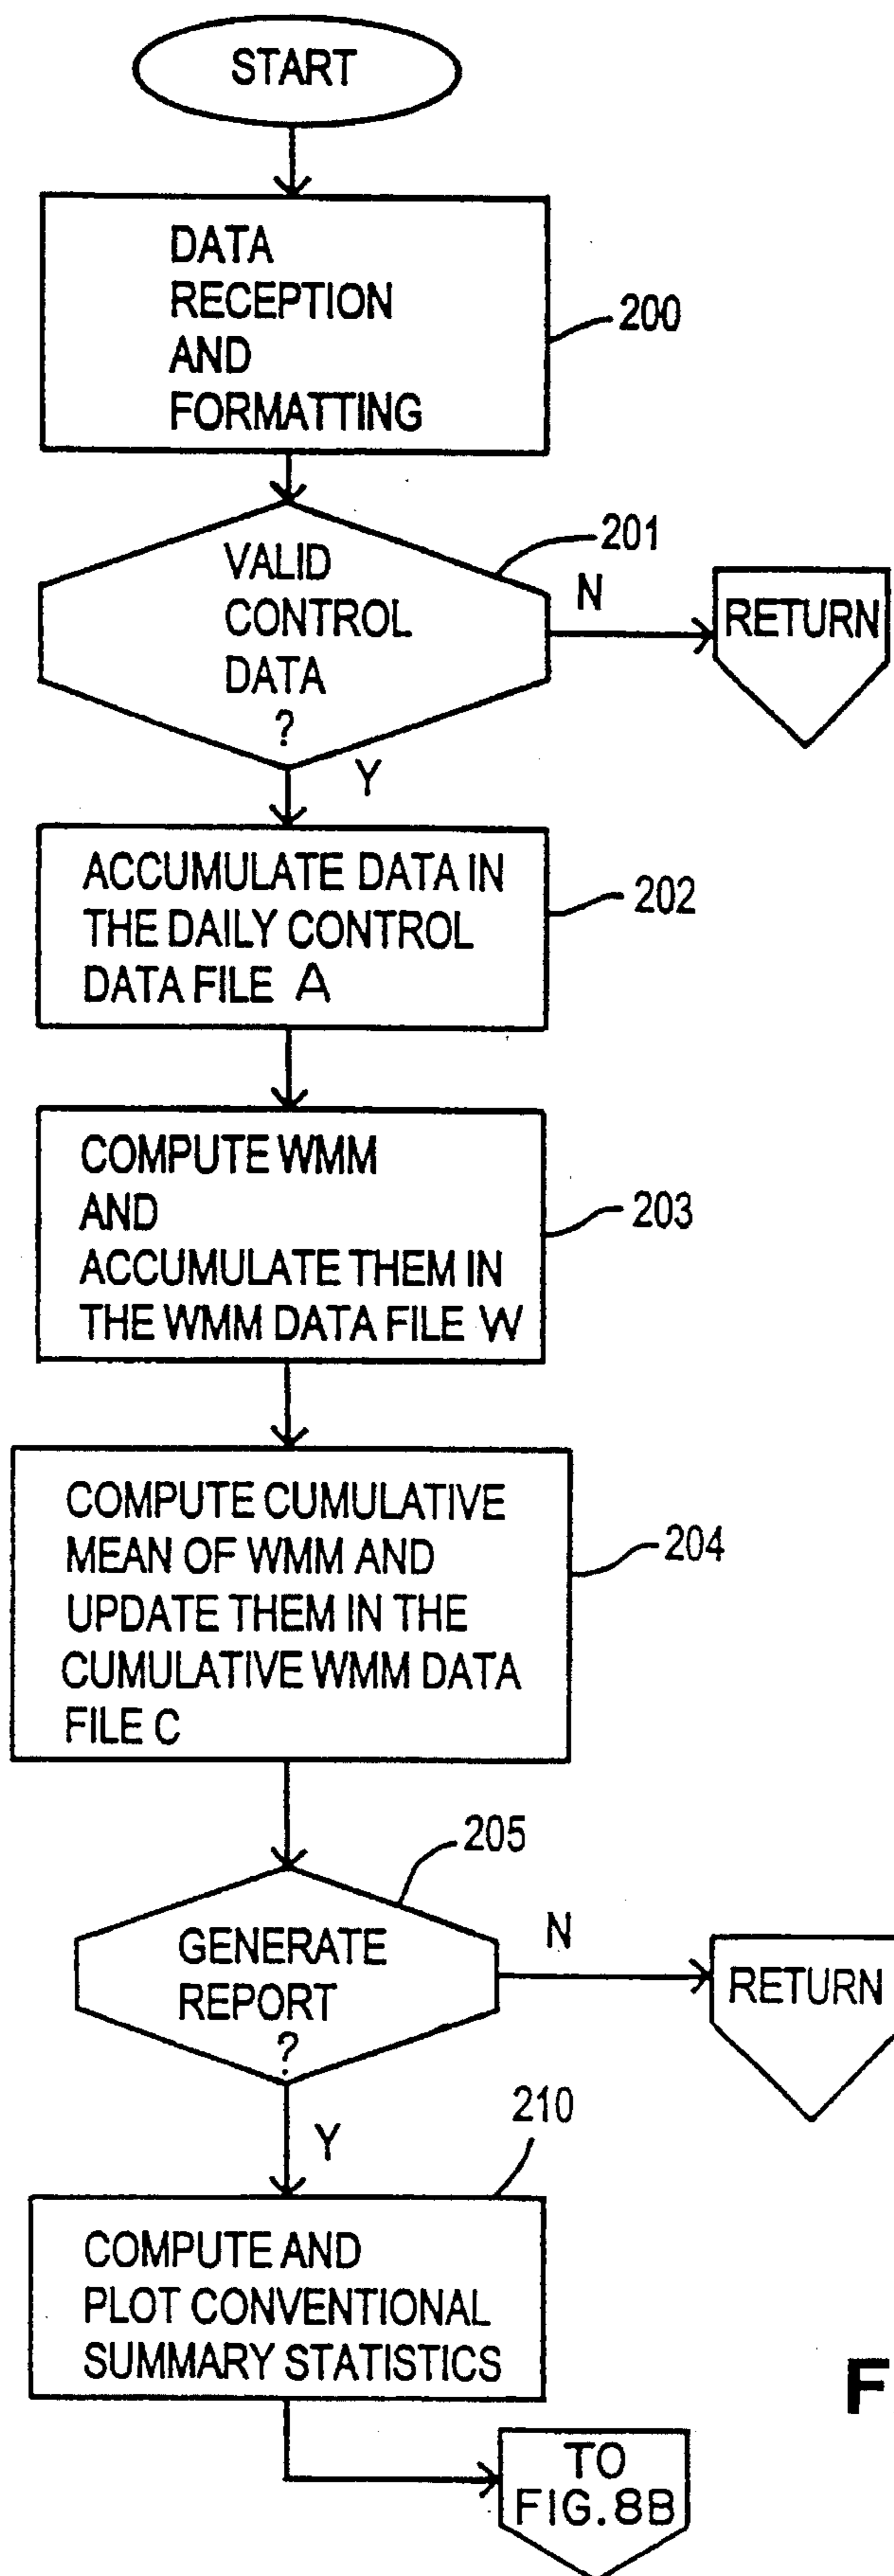 START
DATA
RECEPTION
AND
FORMATTING
200
VALID
CONTROL
DATA
?
201
N
RETURN
Y
ACCUMULATE DATA IN
THE DAILY CONTROL
DATA FILE A
202
COMPUTE WMM
AND
ACCUMULATE THEM IN
THE WMM DATA FILE W
203
COMPUTE CUMULATIVE
MEAN OF WMM AND
UPDATE THEM IN THE
CUMULATIVE WMM DATA
FILE C
204
205
GENERATE
REPORT
?
N
RETURN
Y
210
COMPUTE AND
PLOT CONVENTIONAL
SUMMARY STATISTICS
F
TO
FIG.8B